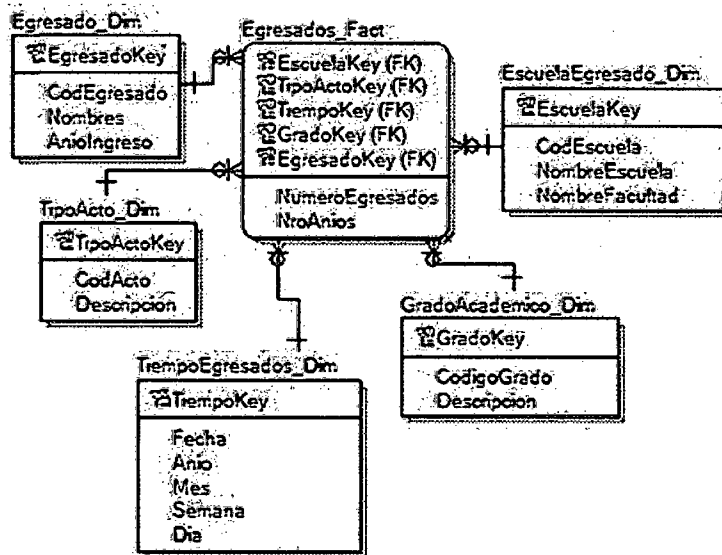 Egresado_Dim
EgresadoKey
CodEgresado
Nombres
AnioIngreso
Egresados_Fact
EscuelaKey (FK)
TipoActoKey (FK)
TiempoKey (FK)
GradoKey (FK)
EgresadoKey (FK)
NumeroEgresados
NroAnios
EscuelaEgresado_Dim
EscuelaKey
CodEscuela
NombreEscuela
NombreFacultad
TipoActo_Dim
TipoActoKey
CodActo
Descripcion
GradoAcademico_Dim
GradoKey
CodigoGrado
Descripcion
TiempoEgresados_Dim
TiempoKey
Fecha
Anio
Mes
Semana
Dia